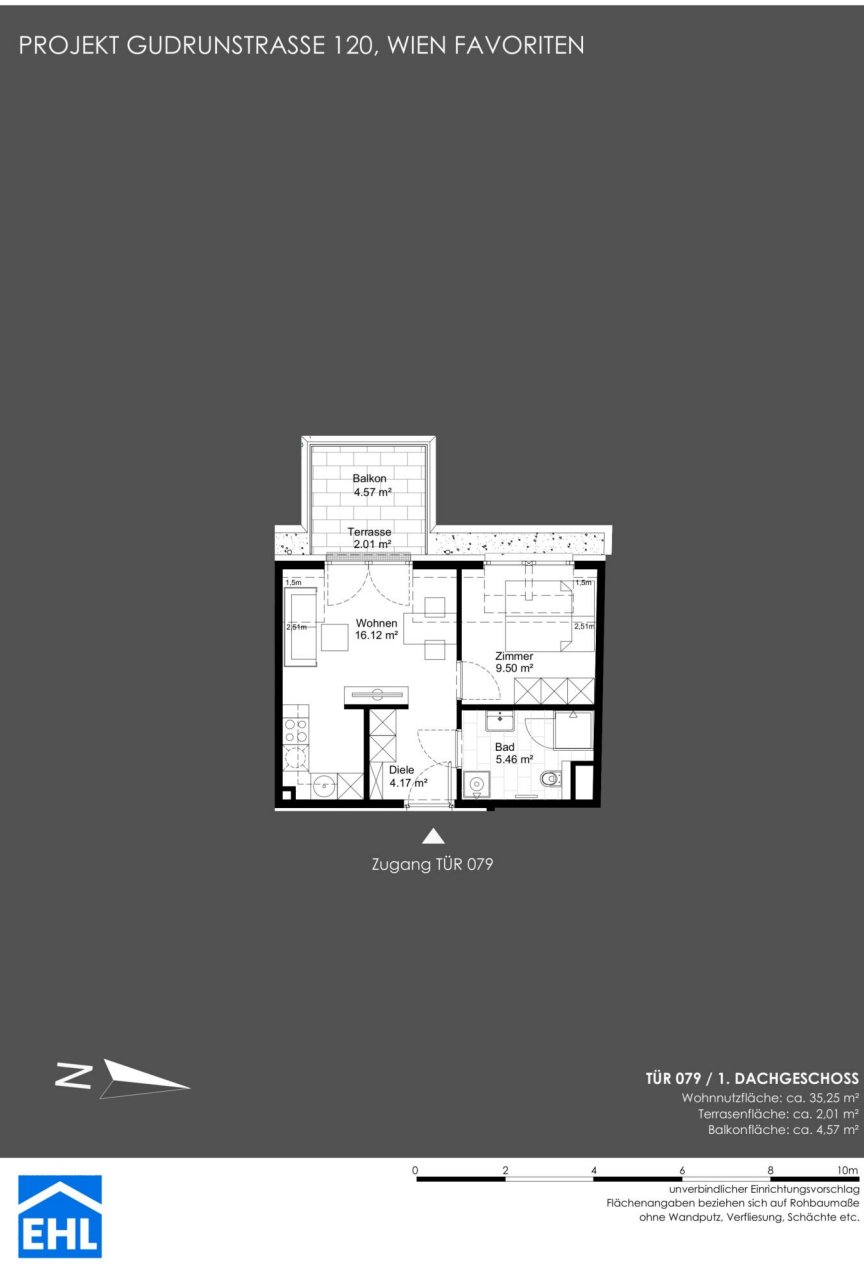 PROJEKT GUDRUNSTRASSE 120, WIEN FAVORITEN
Balkon
4.57 m²
Terrasse
2.01 m²
1,5m
1,5m
2,51m
Wohnen
16.12 m²
2,51m
Zimmer
9.50 m²
Bad
5.46 m²
Diele
4.17 m²
Zugang TÜR 079
N
TÜR 079 / 1. DACHGESCHOSS
Wohnnutzfläche: ca. 35,25 m²
Terrasenfläche: ca. 2,01 m²
Balkonfläche: ca. 4,57 m²
0 2 4 6 8 10m
unverbindlicher Einrichtungsvorschlag
Flächenangaben beziehen sich auf Rohbaumaße
ohne Wandputz, Verfliesung, Schächte etc.
EHL